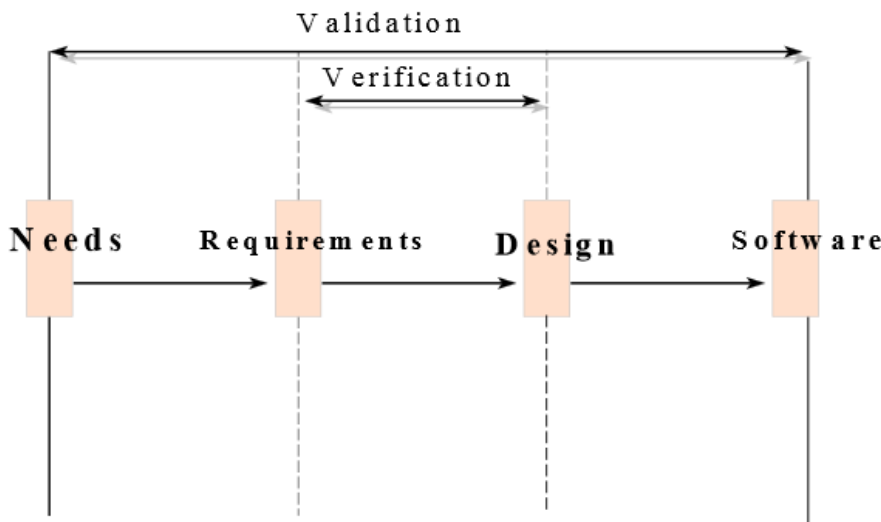 Validation
Verification
Needs
Requirements
Design
Software